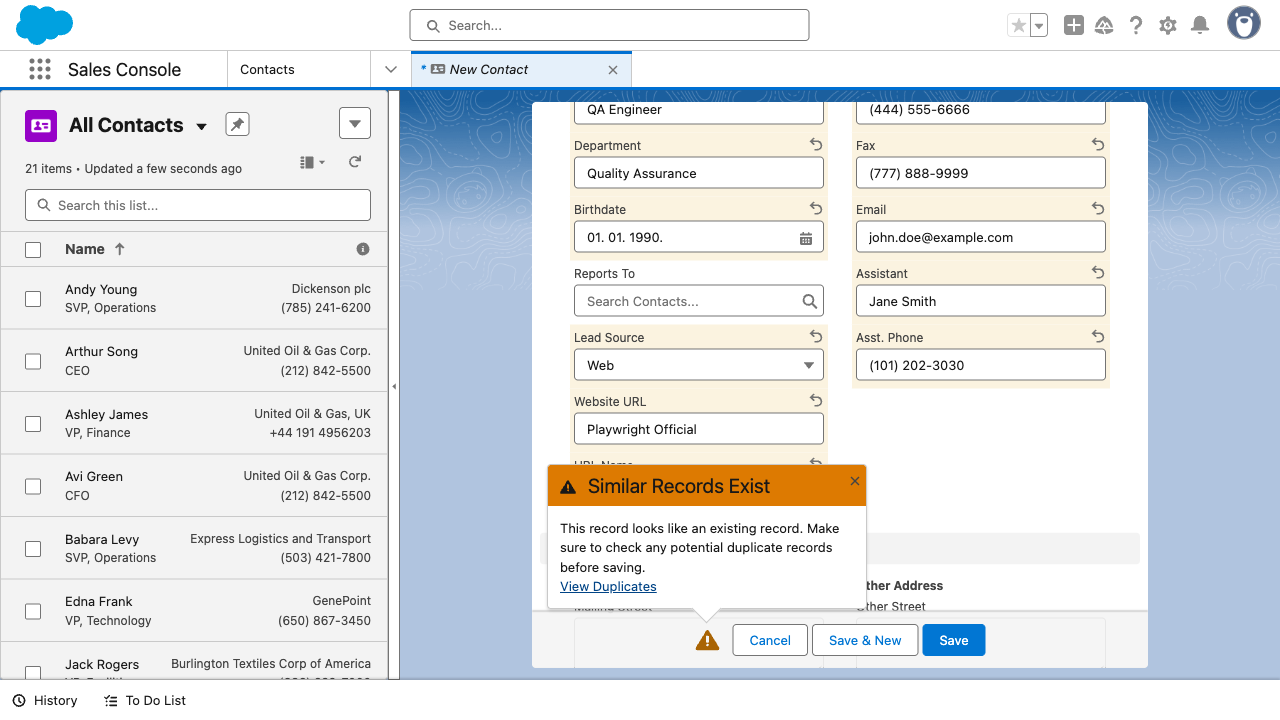 Search...
Sales Console
Contacts
* New Contact
All Contacts
21 items • Updated a few seconds ago
Search this list...
Name
Andy Young
Dickenson plc
SVP, Operations
(785) 241-6200
Arthur Song
United Oil & Gas Corp.
CEO
(212) 842-5500
Ashley James
United Oil & Gas, UK
VP, Finance
+44 191 4956203
Avi Green
United Oil & Gas Corp.
CFO
(212) 842-5500
Babara Levy
Express Logistics and Transport
SVP, Operations
(503) 421-7800
Edna Frank
GenePoint
VP, Technology
(650) 867-3450
Jack Rogers
Burlington Textiles Corp of America
QA Engineer
(444) 555-6666
Department
Fax
Quality Assurance
(777) 888-9999
Birthdate
Email
01. 01. 1990.
john.doe@example.com
Reports To
Assistant
Search Contacts...
Jane Smith
Lead Source
Asst. Phone
Web
(101) 202-3030
Website URL
Playwright Official
Similar Records Exist
This record looks like an existing record. Make
sure to check any potential duplicate records
before saving.
View Duplicates
Other Address
Mailing Street
Other Street
Cancel
Save & New
Save
History
To Do List